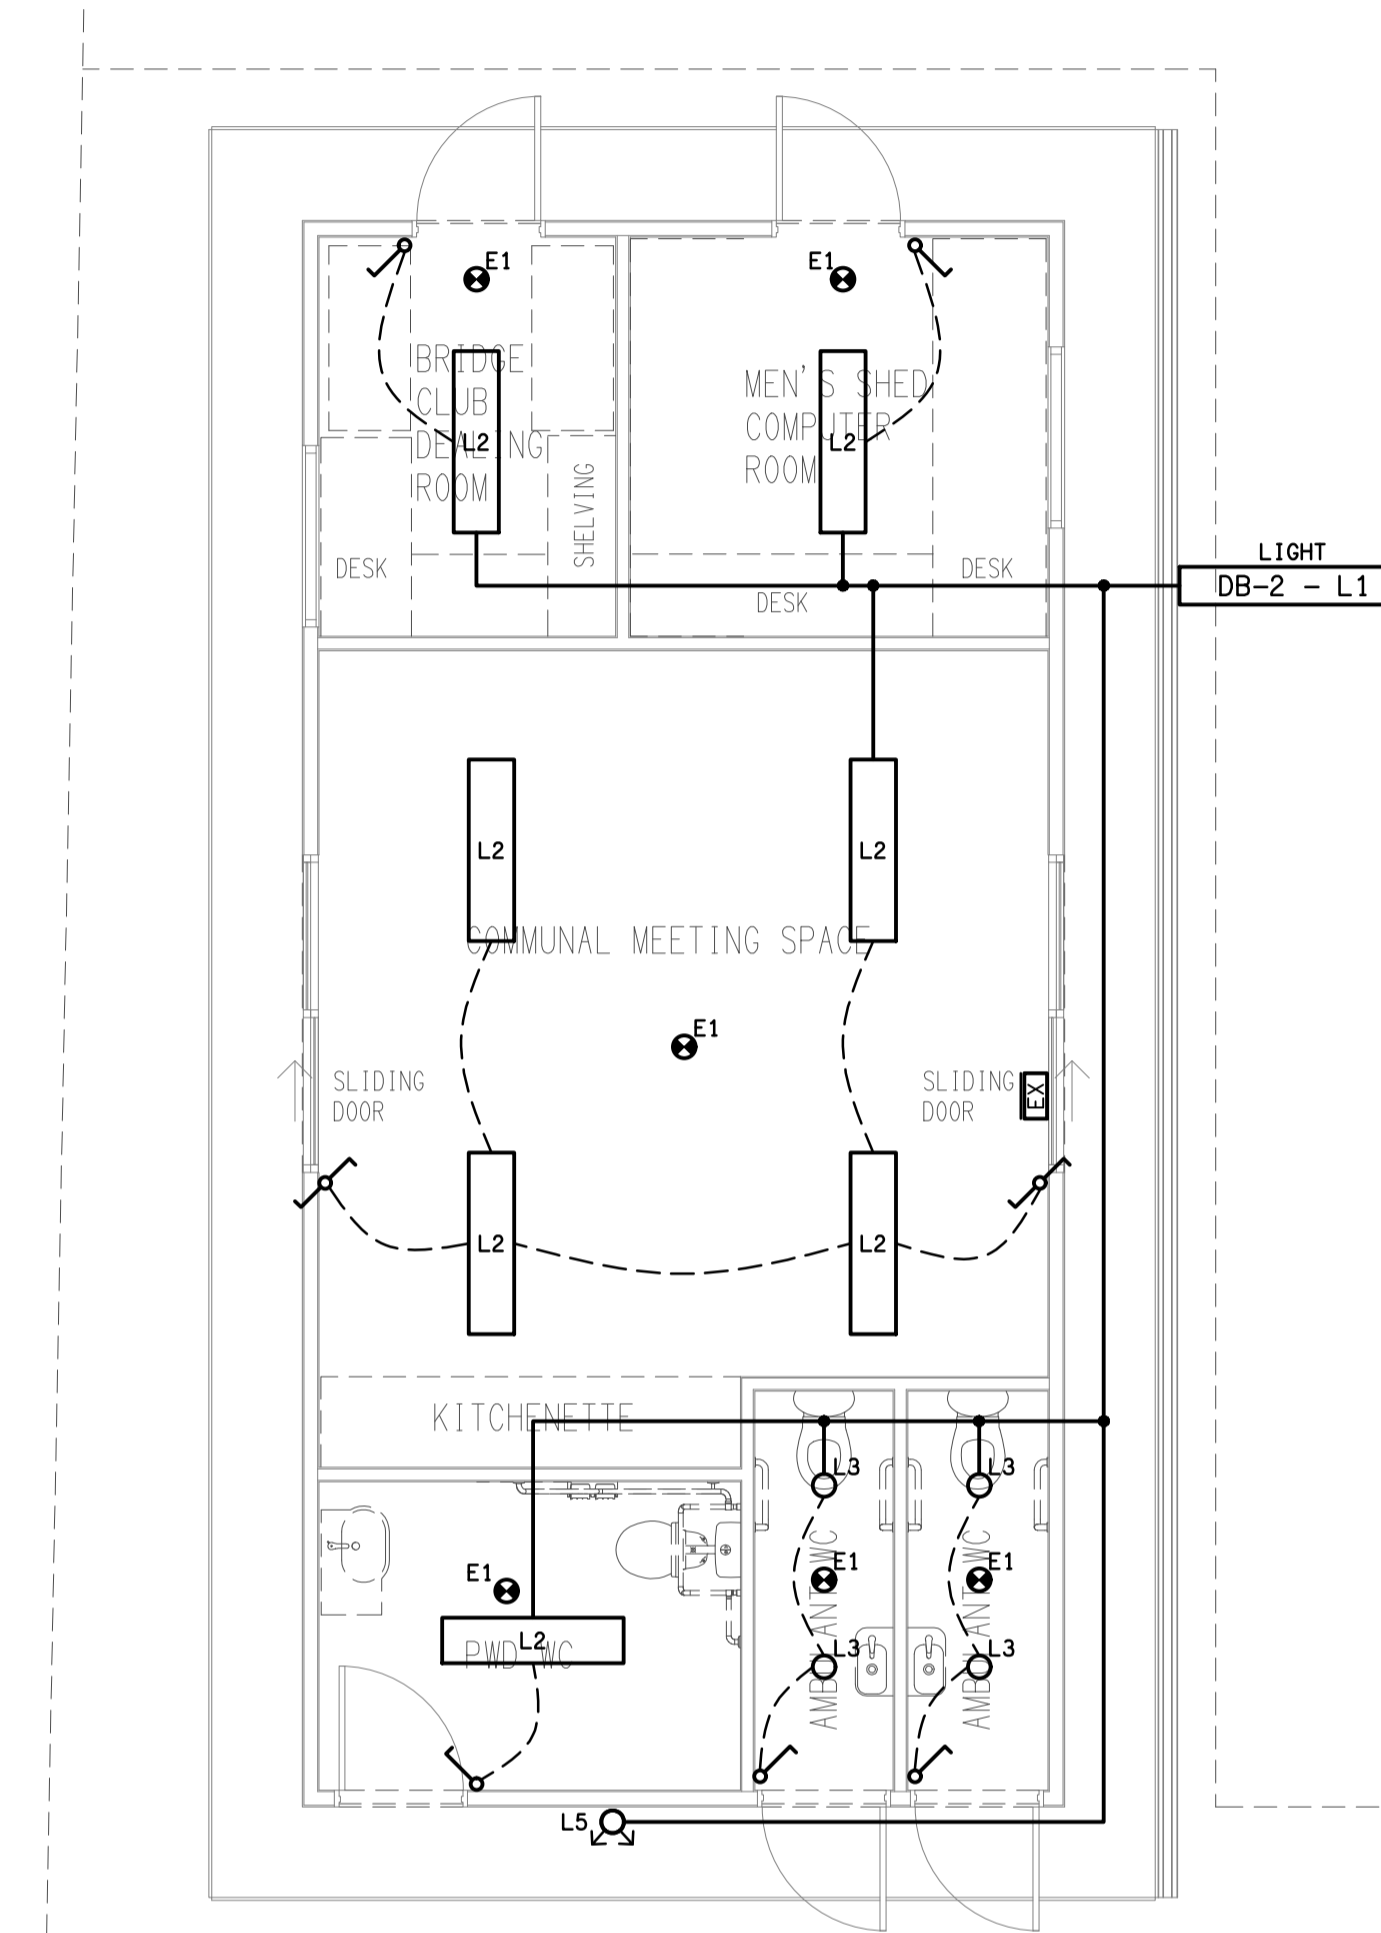 E1
E1
BRIDGE
CLUB
DEALING
ROOM
L2
MEN'S SHED
COMPUTER
ROOM
L2
SHELVING
DESK
DESK
DESK
LIGHT
DB-2 - L1
L2
L2
COMMUNAL MEETING SPACE
E1
SLIDING
DOOR
SLIDING
DOOR
EX
L2
L2
KITCHENETTE
L3
L3
E1
E1
E1
L2
PWD WC
L3
L3
AMBULANT WC
AMBULANT WC
L5